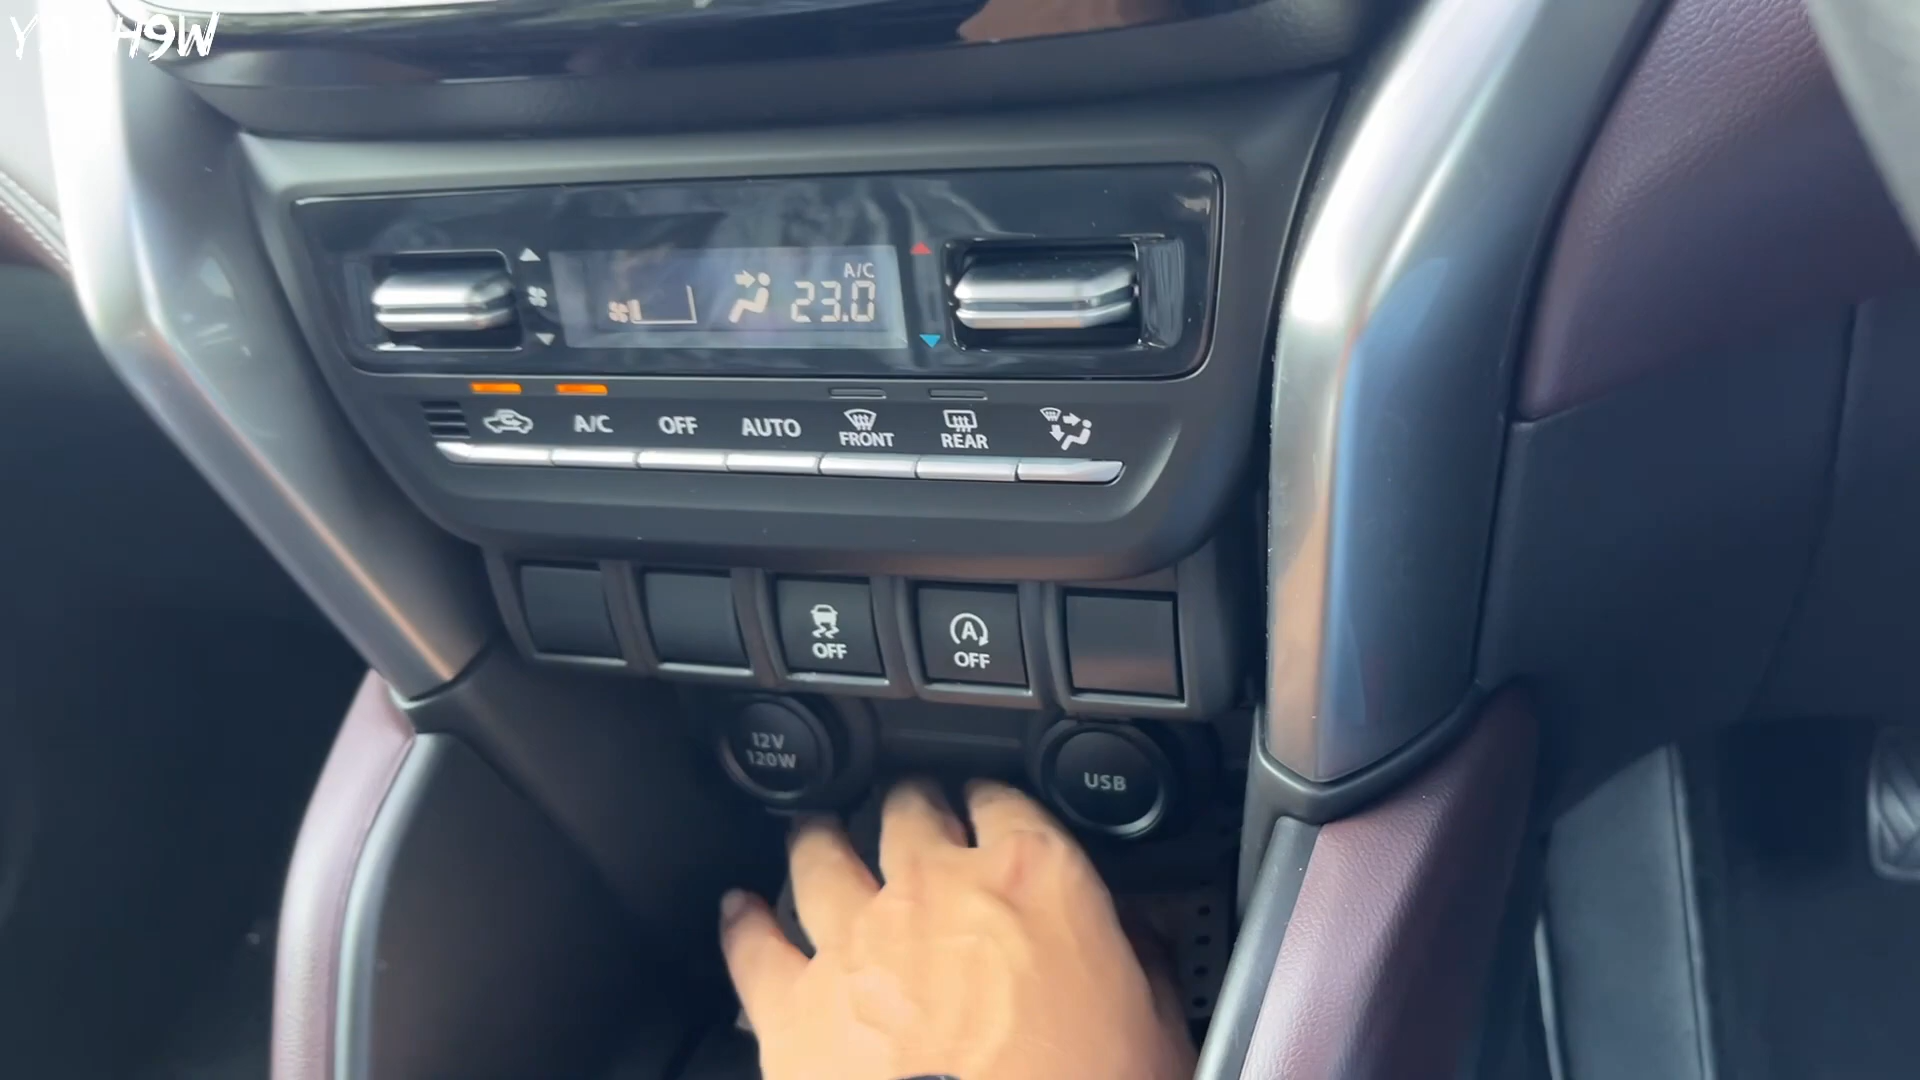 A/C
23.0
A/C OFF AUTO FRONT REAR
OFF
A
OFF
12V
120W
USB